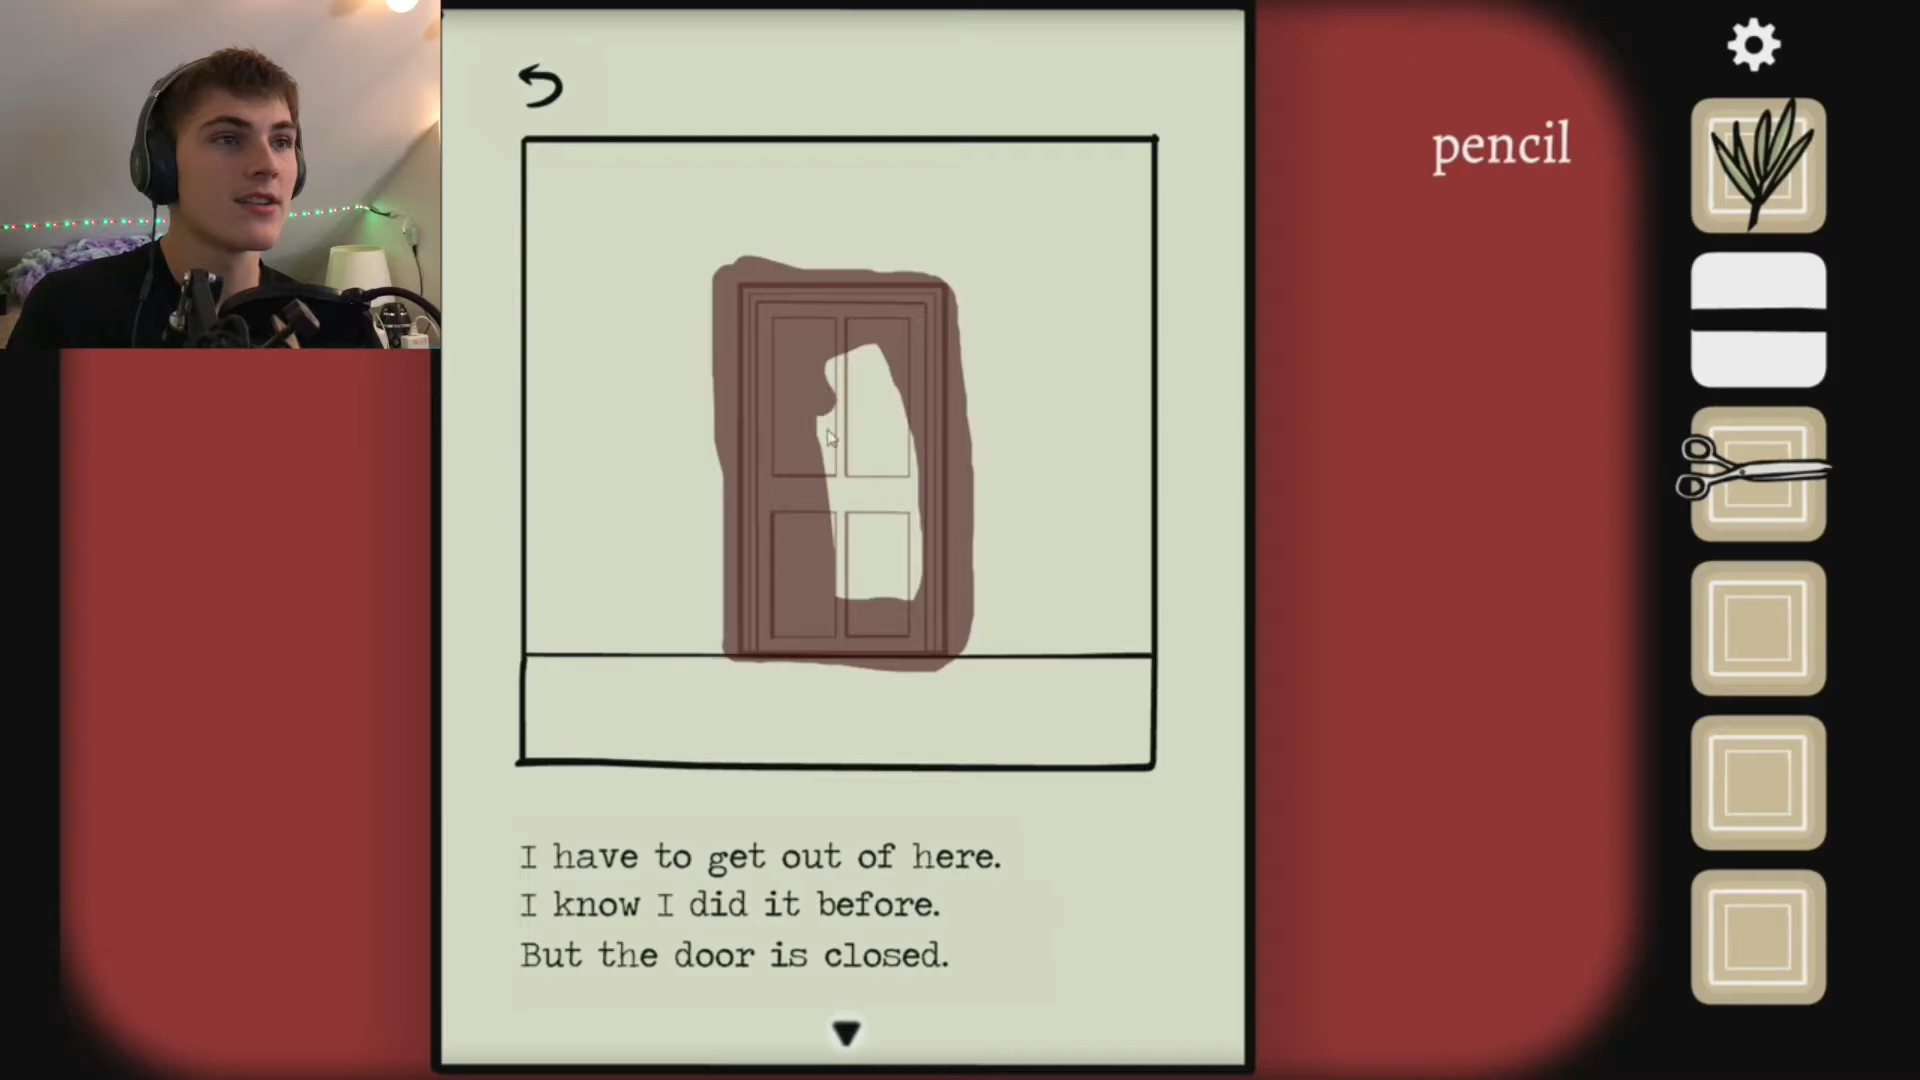 pencil
I have to get out of here.
I know I did it before.
But the door is closed.